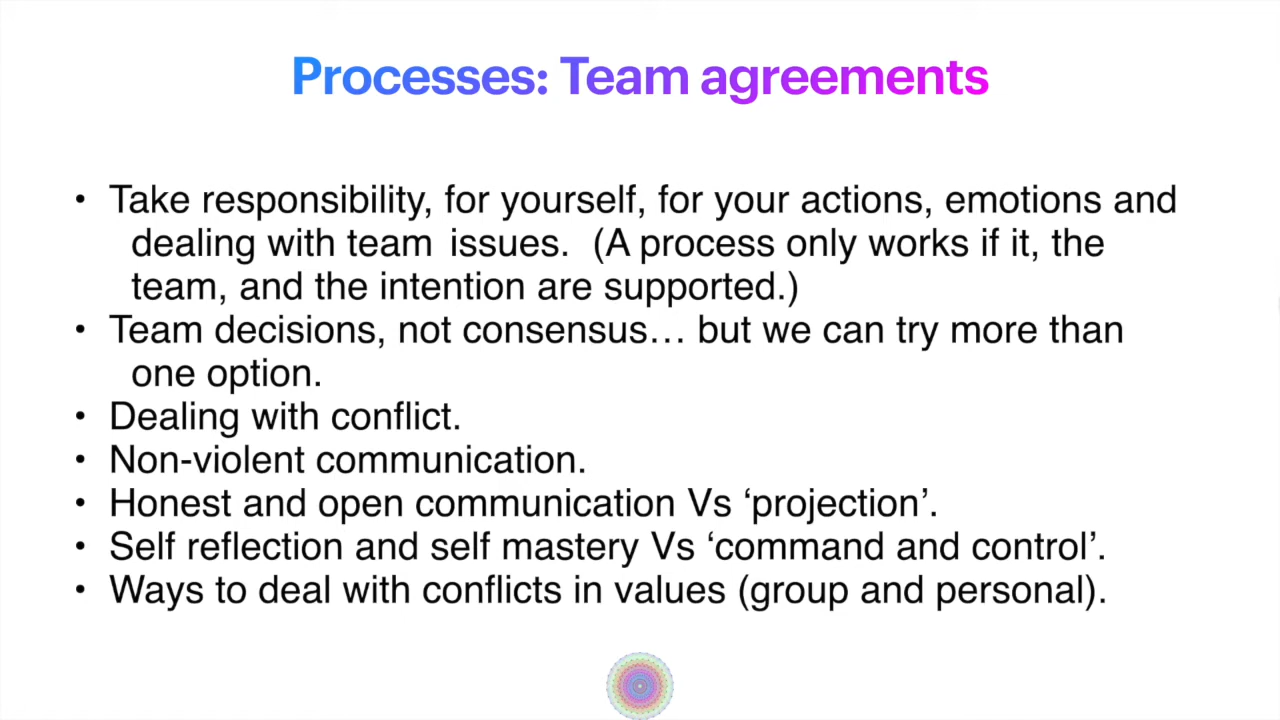 Processes: Team agreements
• Take responsibility, for yourself, for your actions, emotions and
dealing with team issues.  (A process only works if it, the
team, and the intention are supported.)
• Team decisions, not consensus… but we can try more than
one option.
• Dealing with conflict.
• Non-violent communication.
• Honest and open communication Vs ‘projection’.
• Self reflection and self mastery Vs ‘command and control’.
• Ways to deal with conflicts in values (group and personal).